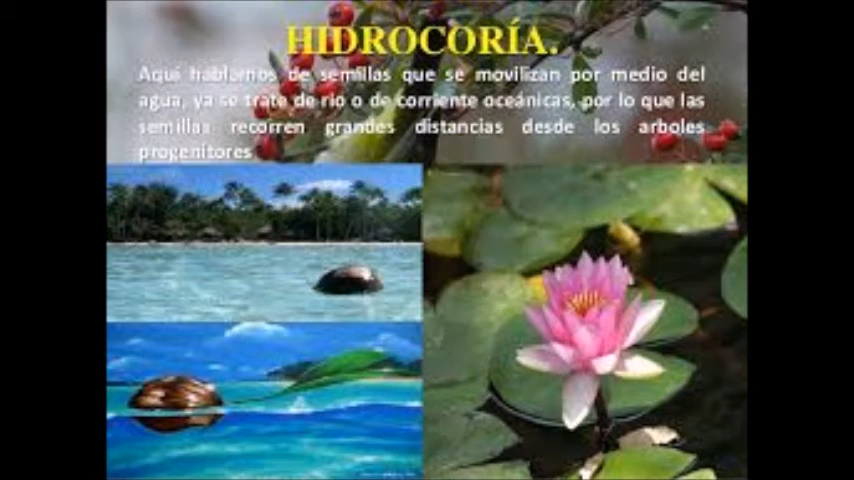 HIDROCORÍA.
Aquí hablamos de semillas que se movilizan por medio del
agua, ya se trate de rio o de corriente oceánicas, por lo que las
semillas recorren grandes distancias desde los arboles
progenitores